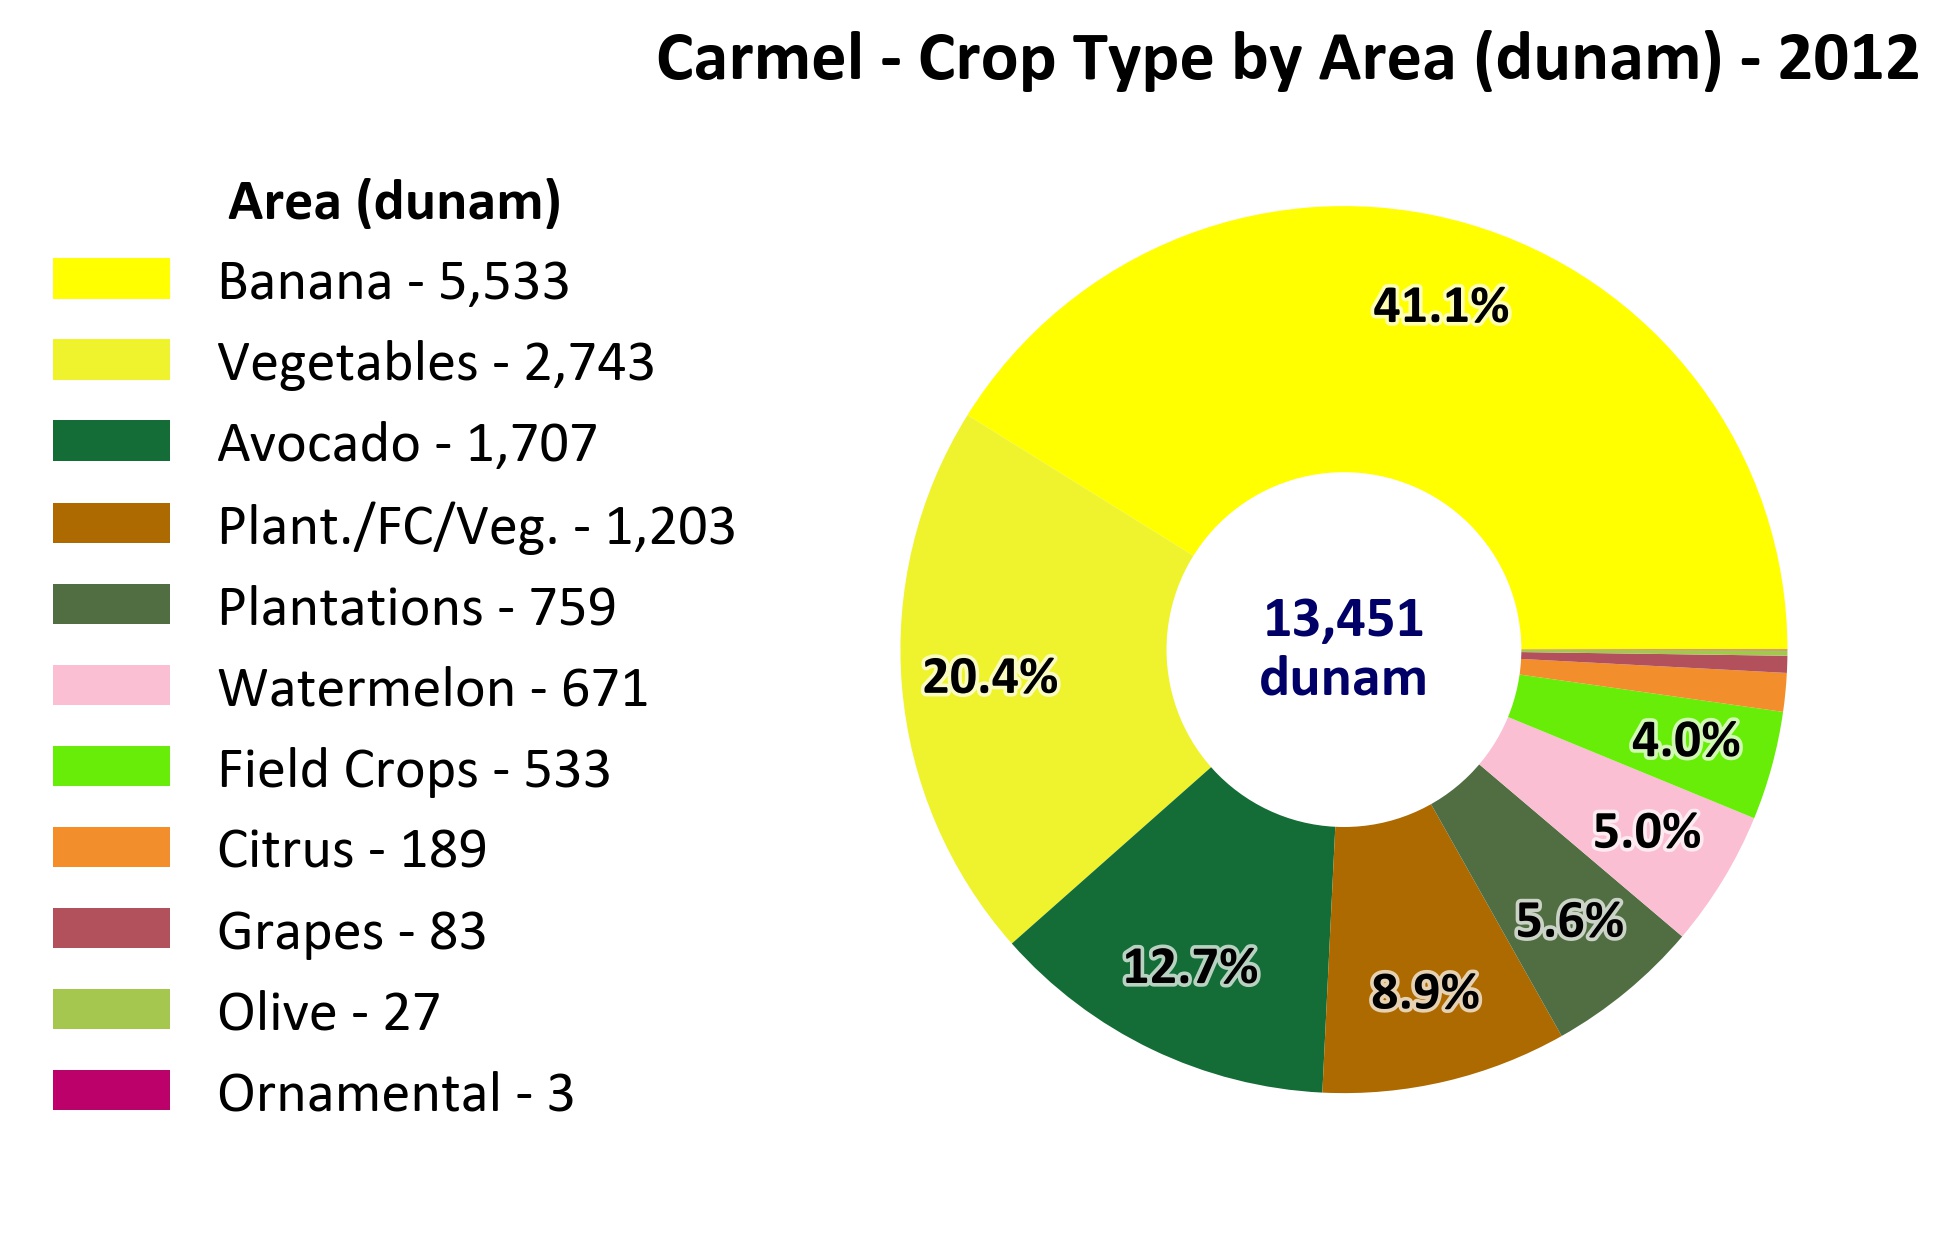 Carmel - Crop Type by Area (dunam) - 2012
Area (dunam)
Banana - 5,533
Vegetables - 2,743
Avocado - 1,707
Plant./FC/Veg. - 1,203
Plantations - 759
Watermelon - 671
Field Crops - 533
Citrus - 189
Grapes - 83
Olive - 27
Ornamental - 3
41.1%
20.4%
12.7%
8.9%
5.6%
5.0%
4.0%
13,451
dunam